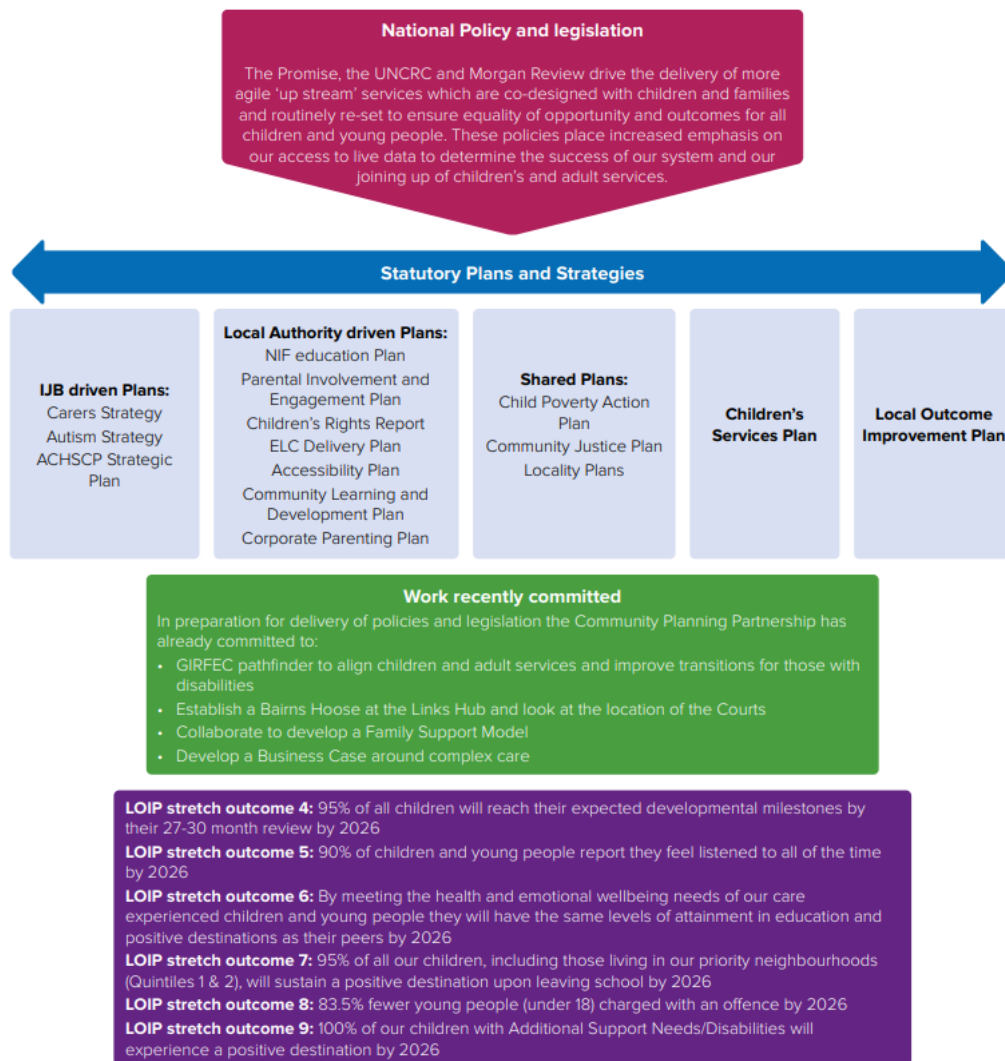 National Policy and legislation
The Promise, the UNCRC and Morgan Review drive the delivery of more
agile ‘up stream’ services which are co-designed with children and families
and routinely re-set to ensure equality of opportunity and outcomes for all
children and young people. These policies place increased emphasis on
our access to live data to determine the success of our system and our
joining up of children’s and adult services.
Statutory Plans and Strategies
IJB driven Plans:
Carers Strategy
Autism Strategy
ACHSCP Strategic
Plan
Local Authority driven Plans:
NIF education Plan
Parental Involvement and
Engagement Plan
Children’s Rights Report
ELC Delivery Plan
Accessibility Plan
Community Learning and
Development Plan
Corporate Parenting Plan
Shared Plans:
Child Poverty Action
Plan
Community Justice Plan
Locality Plans
Children’s
Services Plan
Local Outcome
Improvement Plan
Work recently committed
In preparation for delivery of policies and legislation the Community Planning Partnership has
already committed to:
• GIRFEC pathfinder to align children and adult services and improve transitions for those with
disabilities
• Establish a Bairns Hoose at the Links Hub and look at the location of the Courts
• Collaborate to develop a Family Support Model
• Develop a Business Case around complex care
LOIP stretch outcome 4: 95% of all children will reach their expected developmental milestones by
their 27-30 month review by 2026
LOIP stretch outcome 5: 90% of children and young people report they feel listened to all of the time
by 2026
LOIP stretch outcome 6: By meeting the health and emotional wellbeing needs of our care
experienced children and young people they will have the same levels of attainment in education and
positive destinations as their peers by 2026
LOIP stretch outcome 7: 95% of all our children, including those living in our priority neighbourhoods
(Quintiles 1 & 2), will sustain a positive destination upon leaving school by 2026
LOIP stretch outcome 8: 83.5% fewer young people (under 18) charged with an offence by 2026
LOIP stretch outcome 9: 100% of our children with Additional Support Needs/Disabilities will
experience a positive destination by 2026